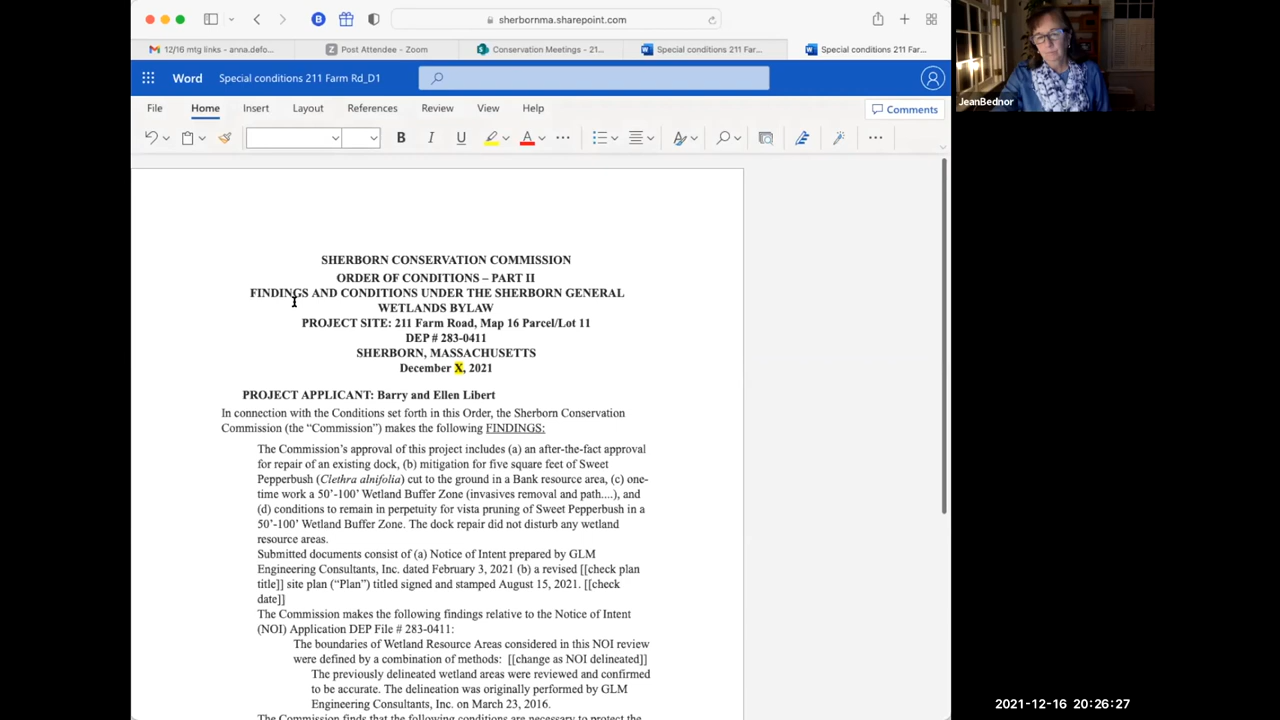 sherbornma.sharepoint.com
12/16 mtg links - anna.defo...
Post Attendee - Zoom
Conservation Meetings - 21...
Special conditions 211 Far...
Special conditions 211 Far...
Word
Special conditions 211 Farm Rd_D1
File Home Insert Layout References Review View Help
Comments
JeanBednor
SHERBORN CONSERVATION COMMISSION
ORDER OF CONDITIONS – PART II
FINDINGS AND CONDITIONS UNDER THE SHERBORN GENERAL
WETLANDS BYLAW
PROJECT SITE: 211 Farm Road, Map 16 Parcel/Lot 11
DEP # 283-0411
SHERBORN, MASSACHUSETTS
December X, 2021
PROJECT APPLICANT: Barry and Ellen Libert
In connection with the Conditions set forth in this Order, the Sherborn Conservation
Commission (the “Commission”) makes the following FINDINGS:
The Commission’s approval of this project includes (a) an after-the-fact approval
for repair of an existing dock, (b) mitigation for five square feet of Sweet
Pepperbush (Clethra alnifolia) cut to the ground in a Bank resource area, (c) one-
time work a 50’-100’ Wetland Buffer Zone (invasives removal and path....), and
(d) conditions to remain in perpetuity for vista pruning of Sweet Pepperbush in a
50’-100’ Wetland Buffer Zone. The dock repair did not disturb any wetland
resource areas.
Submitted documents consist of (a) Notice of Intent prepared by GLM
Engineering Consultants, Inc. dated February 3, 2021 (b) a revised [[check plan
title]] site plan (“Plan”) titled signed and stamped August 15, 2021. [[check
date]]
The Commission makes the following findings relative to the Notice of Intent
(NOI) Application DEP File # 283-0411:
The boundaries of Wetland Resource Areas considered in this NOI review
were defined by a combination of methods: [[change as NOI delineated]]
The previously delineated wetland areas were reviewed and confirmed
to be accurate. The delineation was originally performed by GLM
Engineering Consultants, Inc. on March 23, 2016.
The Commission finds that the following conditions are necessary to protect the
2021-12-16 20:26:27